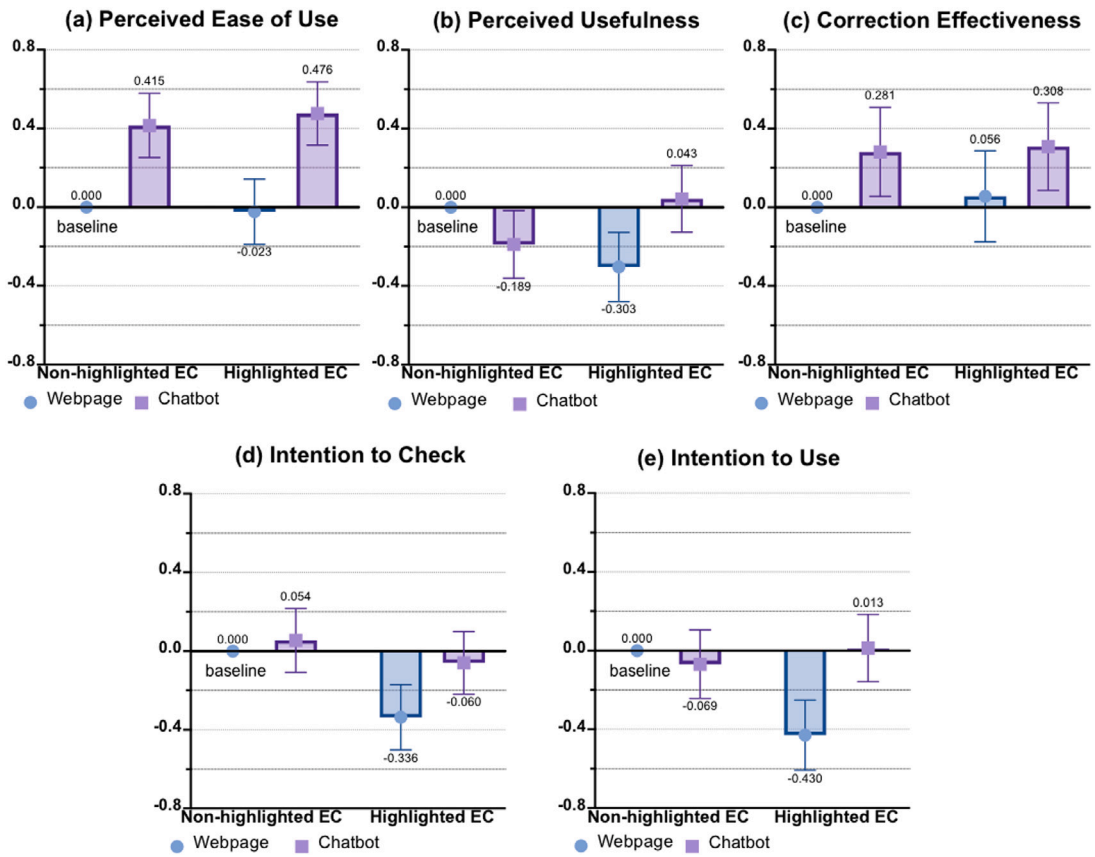 (a) Perceived Ease of Use
0.8
0.4
0.0
-0.4
-0.8
0.000
baseline
0.415
-0.023
0.476
Non-highlighted EC Highlighted EC
Webpage Chatbot
(b) Perceived Usefulness
0.8
0.4
0.0
-0.4
-0.8
0.000
baseline
-0.189
-0.303
0.043
Non-highlighted EC Highlighted EC
Webpage Chatbot
(c) Correction Effectiveness
0.8
0.4
0.0
-0.4
-0.8
0.000
baseline
0.281
0.056
0.308
Non-highlighted EC Highlighted EC
Webpage Chatbot
(d) Intention to Check
0.8
0.4
0.0
-0.4
-0.8
0.000
baseline
0.054
-0.336
-0.060
Non-highlighted EC Highlighted EC
Webpage Chatbot
(e) Intention to Use
0.8
0.4
0.0
-0.4
-0.8
0.000
baseline
-0.069
-0.430
0.013
Non-highlighted EC Highlighted EC
Webpage Chatbot